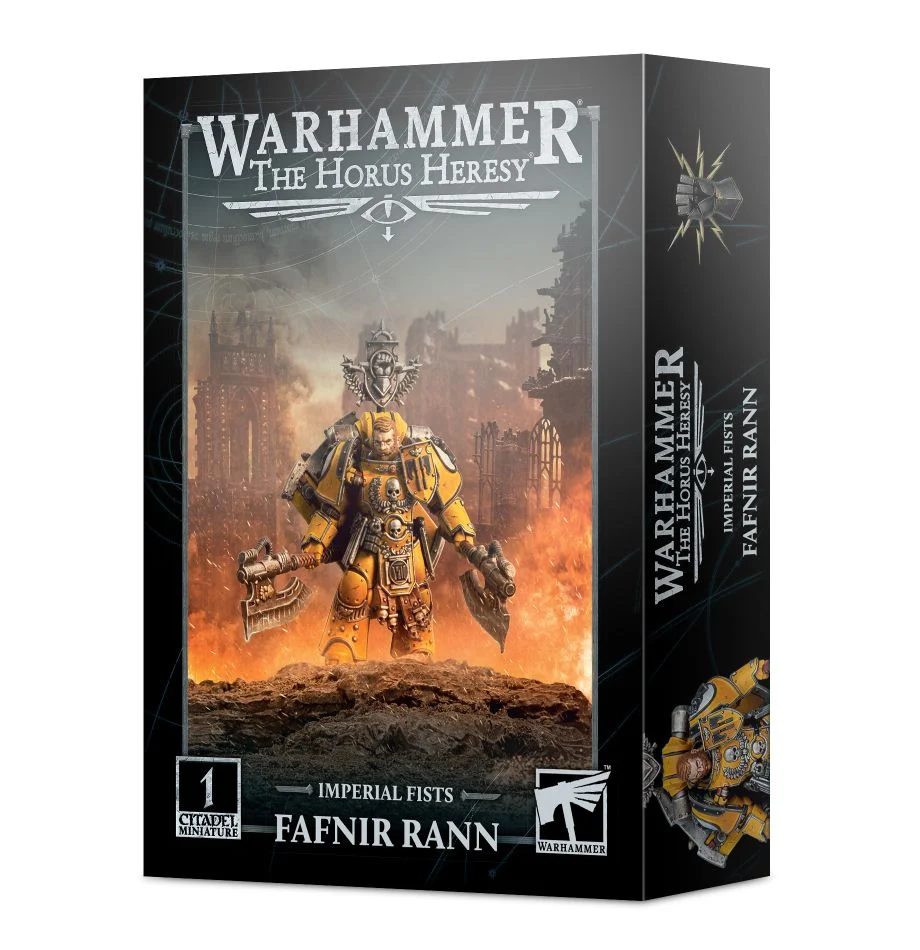 WARHAMMER®
THE HORUS HERESY
1
CITADEL
MINIATURE
IMPERIAL FISTS
FAFNIR RANN
WARHAMMER
™
WARHAMMER
THE HORUS HERESY
IMPERIAL FISTS
FAFNIR RANN